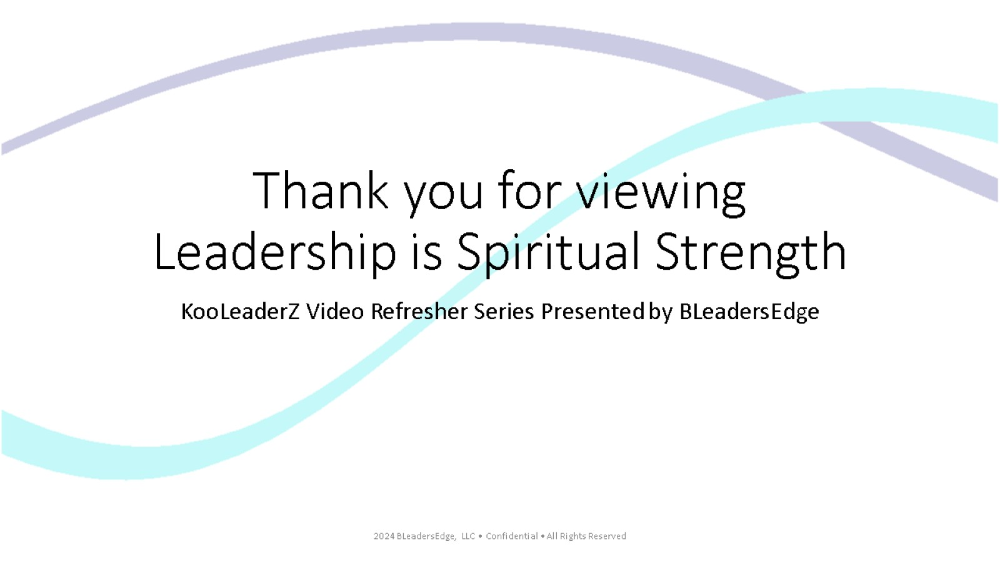 Thank you for viewing
Leadership is Spiritual Strength
KooLeaderZ Video Refresher Series Presented by BLeadersEdge
2024 BLeadersEdge, LLC • Confidential • All Rights Reserved